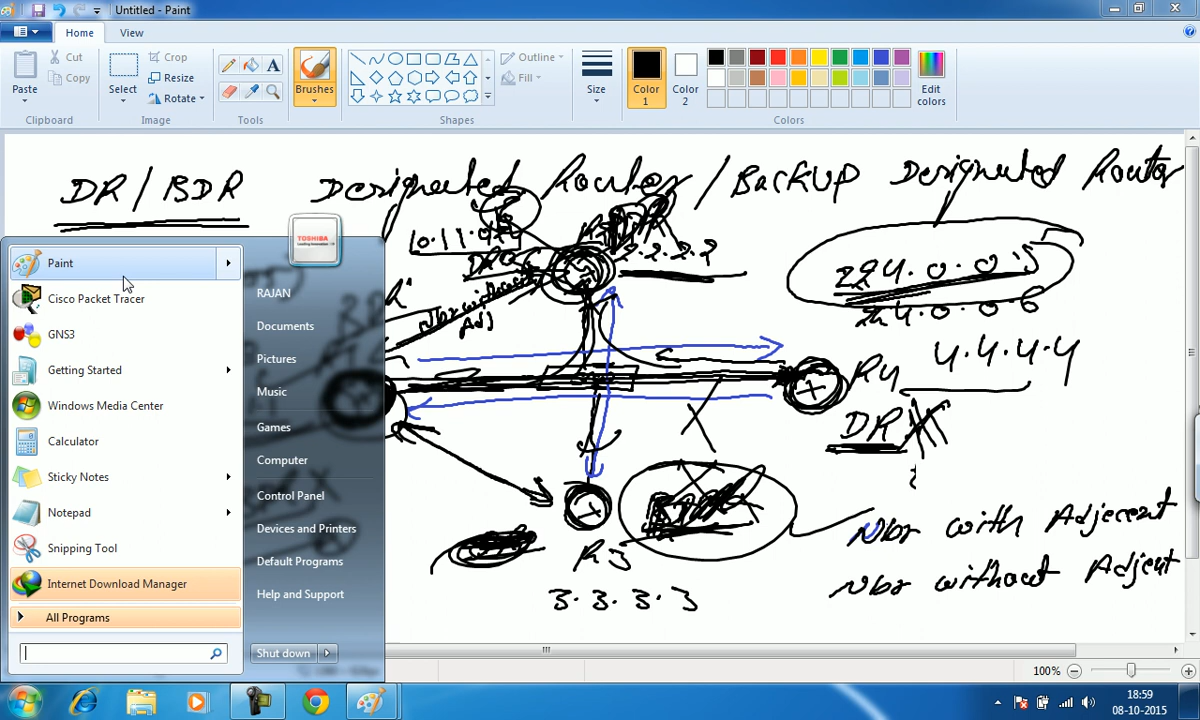 Untitled - Paint
Home
View
Paste
Cut
Copy
Clipboard
Select
Crop
Resize
Rotate
Image
Tools
Brushes
Shapes
Outline
Fill
Size
Color 1
Color 2
Edit colors
Colors
DR/BDR Designated Router/BackUP Designated Router
2.2.2.2
224.0.0.5
224.0.0.6
4.4.4.4
R4
DR
R3
3.3.3.3
Nbr with Adjecent
Nbr without Adjent
TOSHIBA
Paint
Cisco Packet Tracer
GNS3
Getting Started
Windows Media Center
Calculator
Sticky Notes
Notepad
Snipping Tool
Internet Download Manager
All Programs
RAJAN
Documents
Pictures
Music
Games
Computer
Control Panel
Devices and Printers
Default Programs
Help and Support
Shut down
100%
18:59
08-10-2015